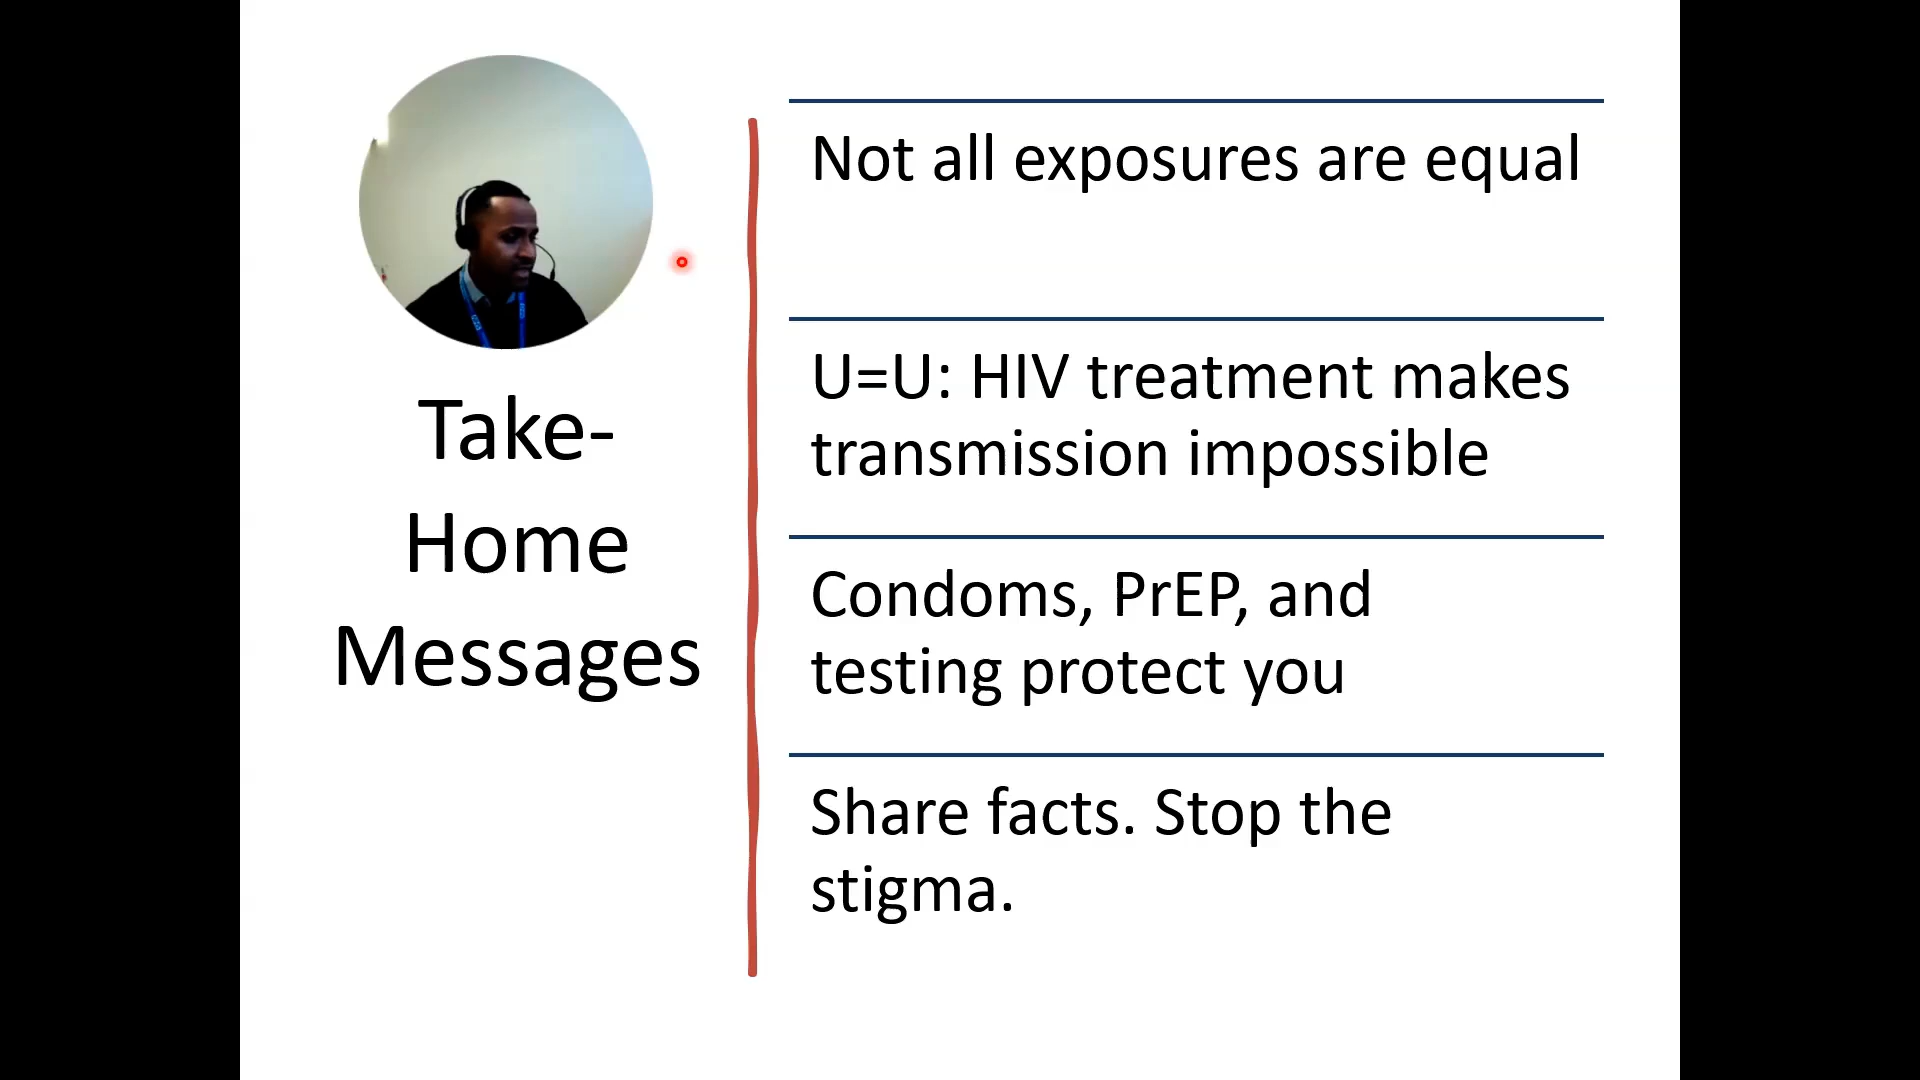 Take-
Home
Messages
Not all exposures are equal
U=U: HIV treatment makes
transmission impossible
Condoms, PrEP, and
testing protect you
Share facts. Stop the
stigma.